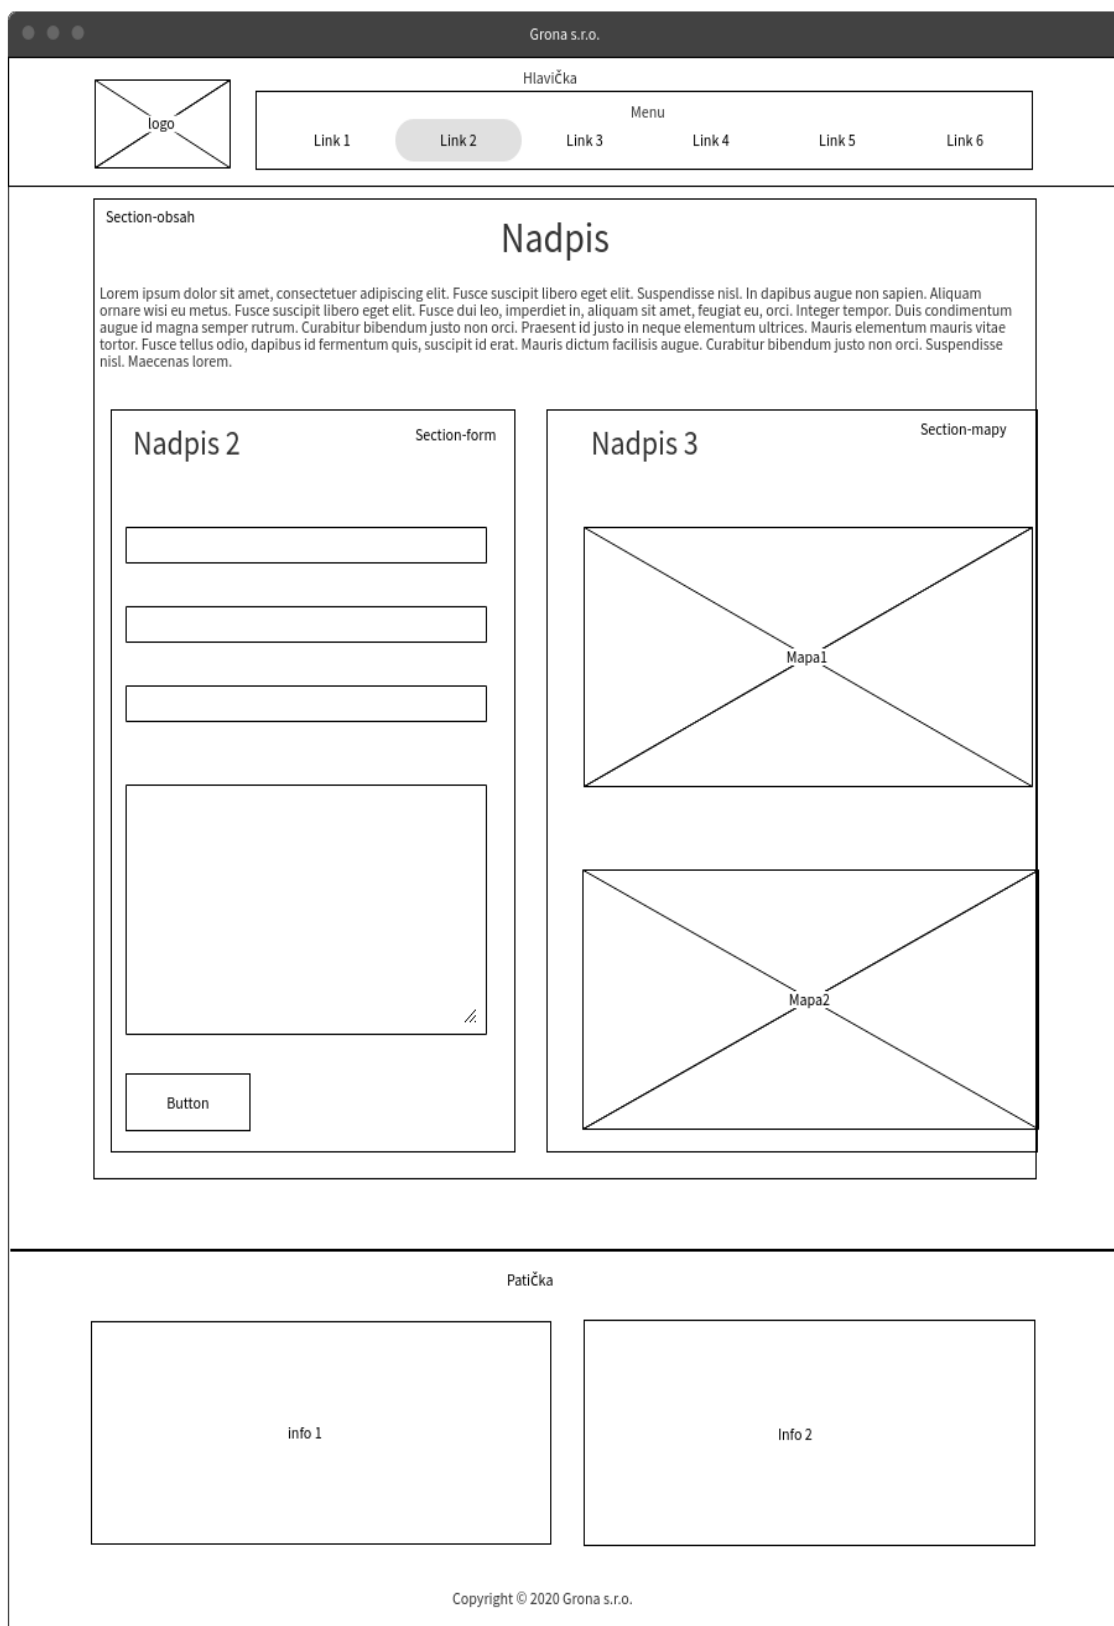 Grona s.r.o.
Hlavička
logo
Menu
Link 1 Link 2 Link 3 Link 4 Link 5 Link 6
Section-obsah
Nadpis
Lorem ipsum dolor sit amet, consectetuer adipiscing elit. Fusce suscipit libero eget elit. Suspendisse nisl. In dapibus augue non sapien. Aliquam
ornare wisi eu metus. Fusce suscipit libero eget elit. Fusce dui leo, imperdiet in, aliquam sit amet, feugiat eu, orci. Integer tempor. Duis condimentum
augue id magna semper rutrum. Curabitur bibendum justo non orci. Praesent id justo in neque elementum ultrices. Mauris elementum mauris vitae
tortor. Fusce tellus odio, dapibus id fermentum quis, suscipit id erat. Mauris dictum facilisis augue. Curabitur bibendum justo non orci. Suspendisse
nisl. Maecenas lorem.
Nadpis 2
Section-form
Button
Nadpis 3
Section-mapy
Mapa1
Mapa2
Patička
info 1
Info 2
Copyright © 2020 Grona s.r.o.